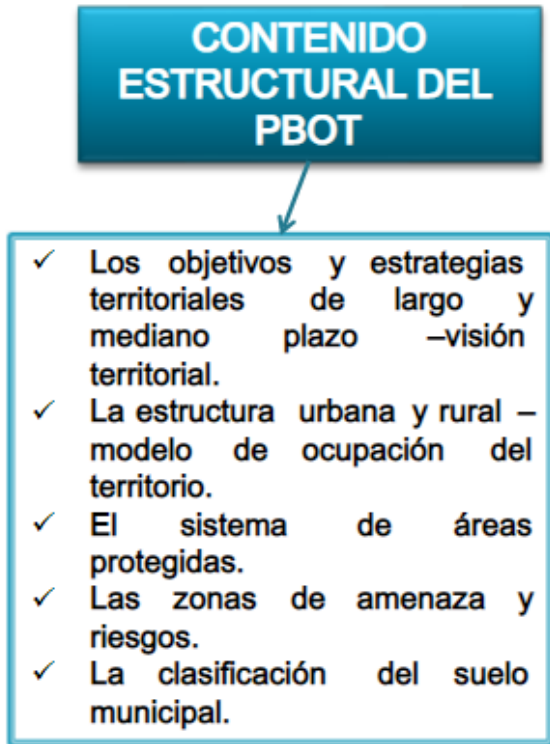 CONTENIDO
ESTRUCTURAL DEL
PBOT
✓ Los objetivos y estrategias
territoriales de largo y
mediano plazo –visión
territorial.
✓ La estructura urbana y rural –
modelo de ocupación del
territorio.
✓ El sistema de áreas
protegidas.
✓ Las zonas de amenaza y
riesgos.
✓ La clasificación del suelo
municipal.